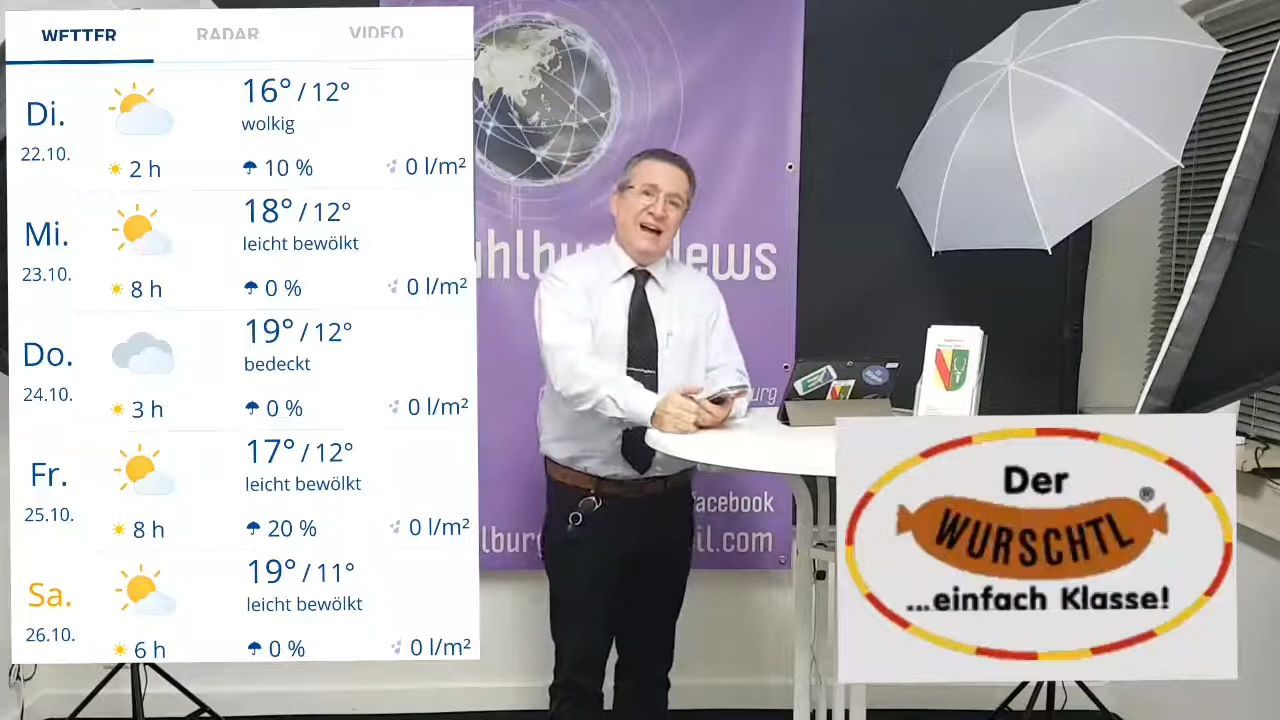 WETTER RADAR VIDEO
Di. 16° / 12°
22.10. wolkig
2 h 10 % 0 l/m²
Mi. 18° / 12°
23.10. leicht bewölkt
8 h 0 % 0 l/m²
Do. 19° / 12°
24.10. bedeckt
3 h 0 % 0 l/m²
Fr. 17° / 12°
25.10. leicht bewölkt
8 h 20 % 0 l/m²
Sa. 19° / 11°
26.10. leicht bewölkt
6 h 0 % 0 l/m²
Der
WURSCHTL®
...einfach Klasse!